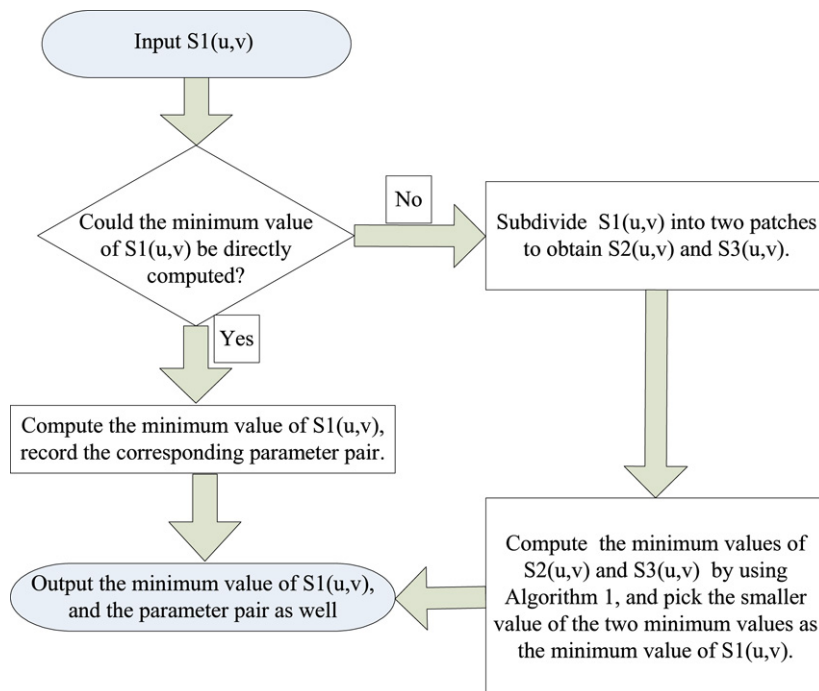 Input S1(u,v)
Could the minimum value
of S1(u,v) be directly
computed?
No
Subdivide S1(u,v) into two patches
to obtain S2(u,v) and S3(u,v).
Yes
Compute the minimum value of S1(u,v),
record the corresponding parameter pair.
Output the minimum value of S1(u,v),
and the parameter pair as well
Compute the minimum values of
S2(u,v) and S3(u,v) by using
Algorithm 1, and pick the smaller
value of the two minimum values as
the minimum value of S1(u,v).